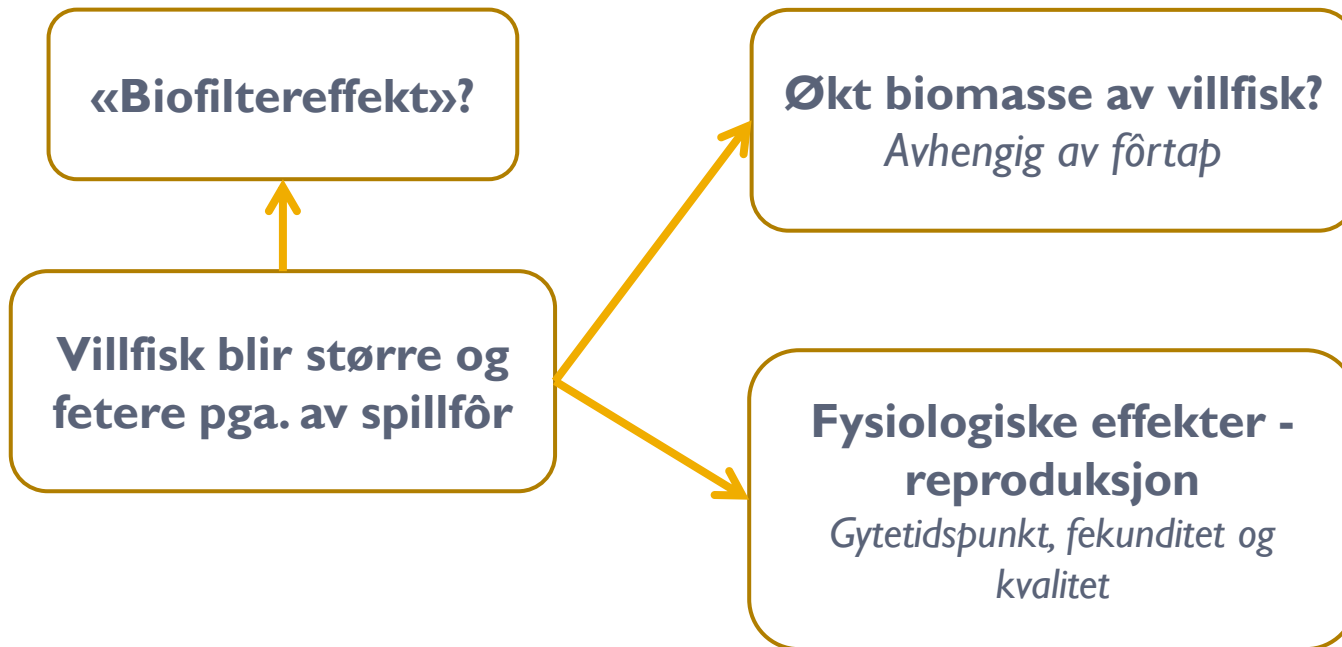 «Biofiltereffekt»?
Økt biomasse av villfisk?
Avhengig av fôrtap
Villfisk blir større og
fetere pga. av spillfôr
Fysiologiske effekter -
reproduksjon
Gytetidspunkt, fekunditet og
kvalitet